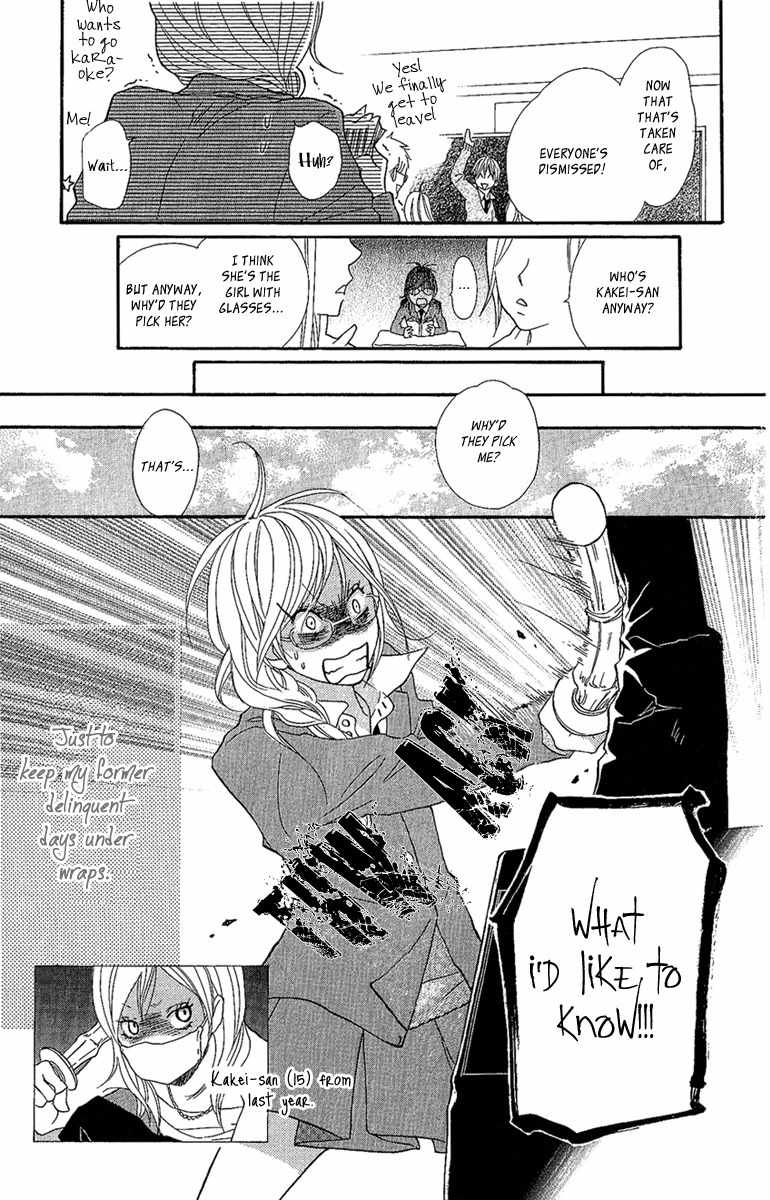 NOW
THAT
THAT'S
TAKEN
CARE
OF,
EVERYONE'S
DISMISSED!
Yes!
We finally
get to
leave!
Who
wants
to go
kara-
oke?
Me!
Huh?
Wait...
WHO'S
KAKEI-SAN
ANYWAY?
...
I THINK
SHE'S THE
GIRL WITH
GLASSES...
BUT ANYWAY,
WHY'D THEY
PICK HER?
WHY'D
THEY PICK
ME?
THAT'S...
WHAT
I'D LIKE TO
KNOW!!!
Just to
keep my former
delinquent
days under
wraps.
Kakei-san (15) from
last year.